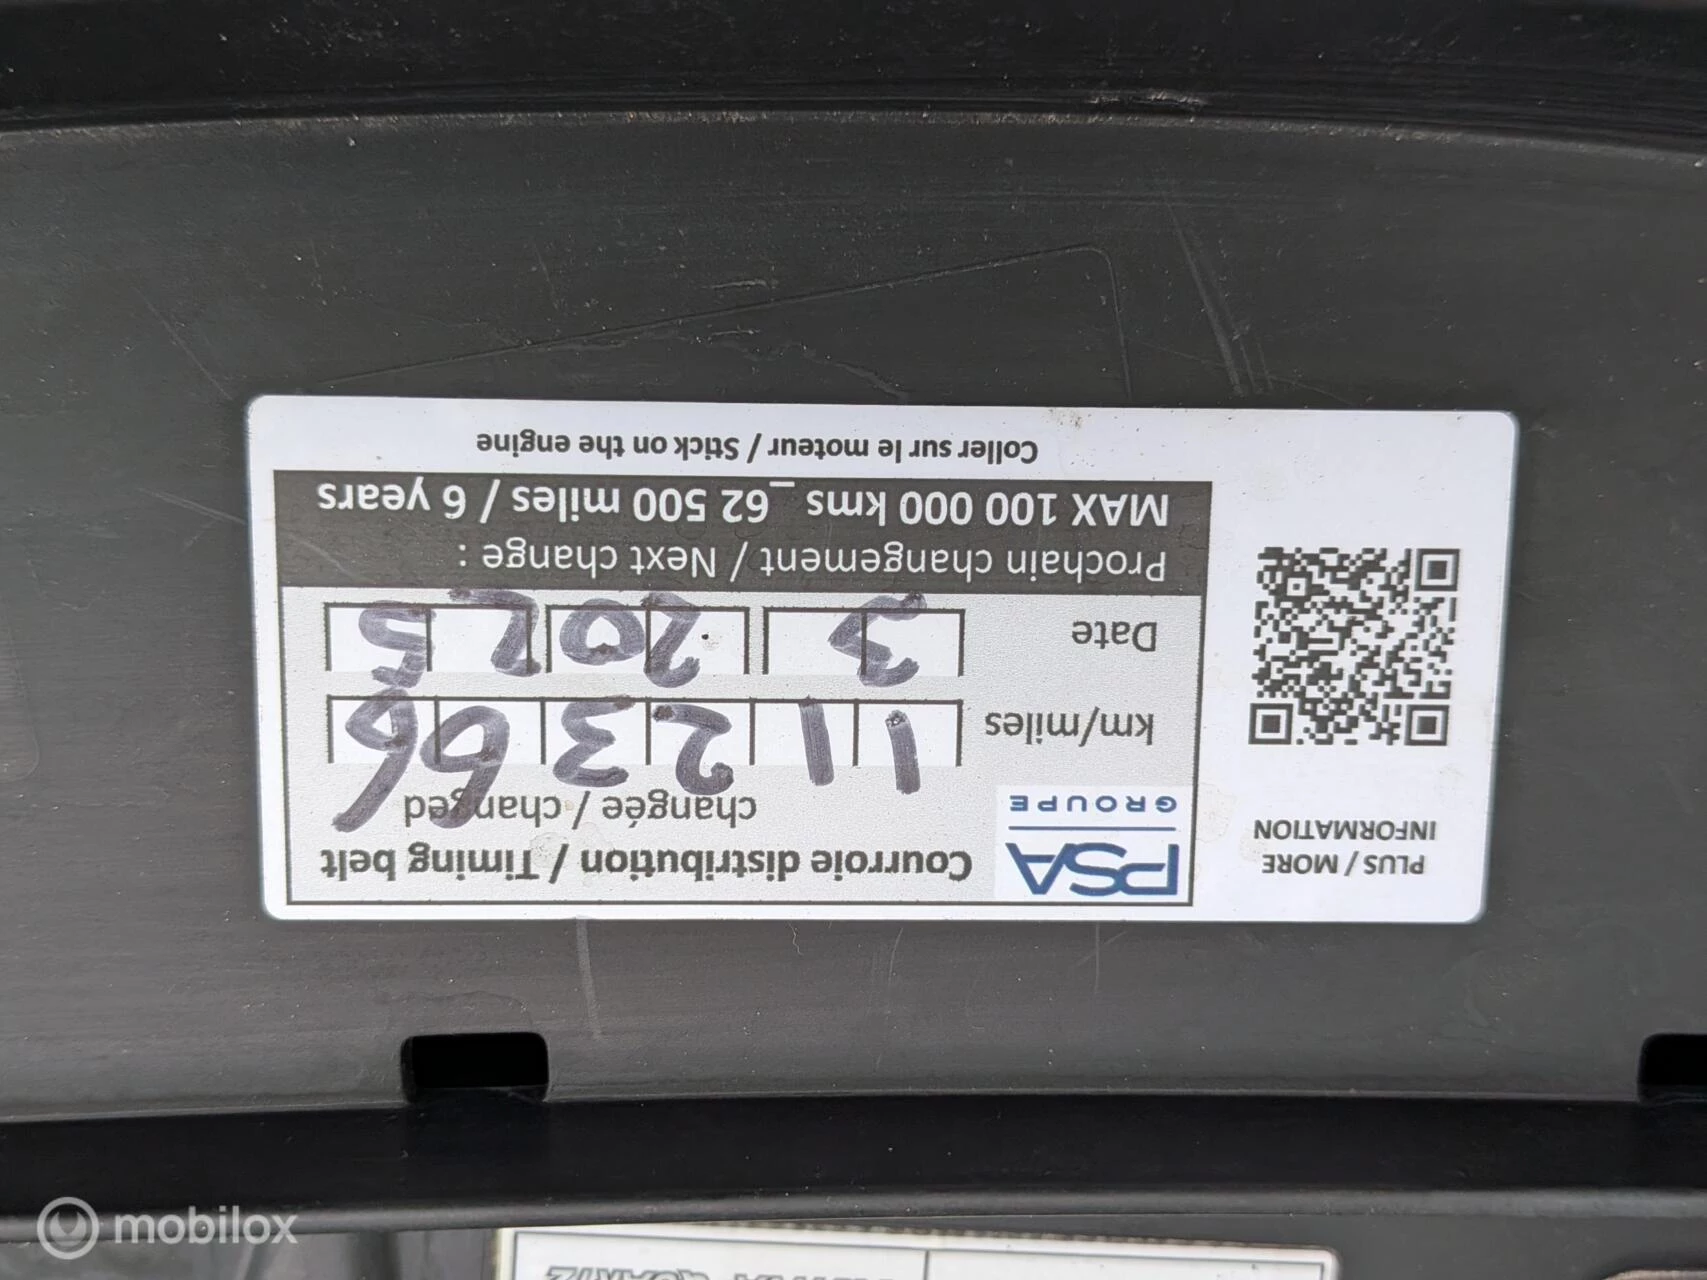 PLUS / MORE
INFORMATION
PSA
GROUPE
Courroie distribution / Timing belt
changée / changed
km/miles 112366
Date 3 2025
Prochain changement / Next change :
MAX 100 000 kms _62 500 miles / 6 years
Coller sur le moteur / Stick on the engine
QUARTZ
mobilox